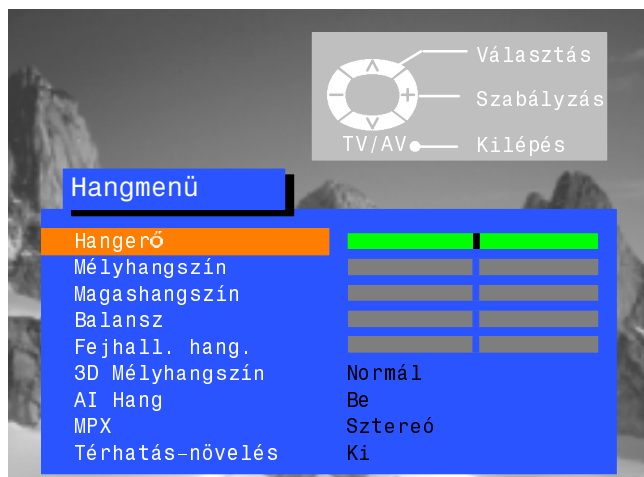 Választás
Szabályzás
TV/AV Kilépés
Hangmenü
Hangerő
Mélyhangszín
Magashangszín
Balansz
Fejhall. hang.
3D Mélyhangszín Normál
AI Hang Be
MPX Sztereó
Térhatás-növelés Ki